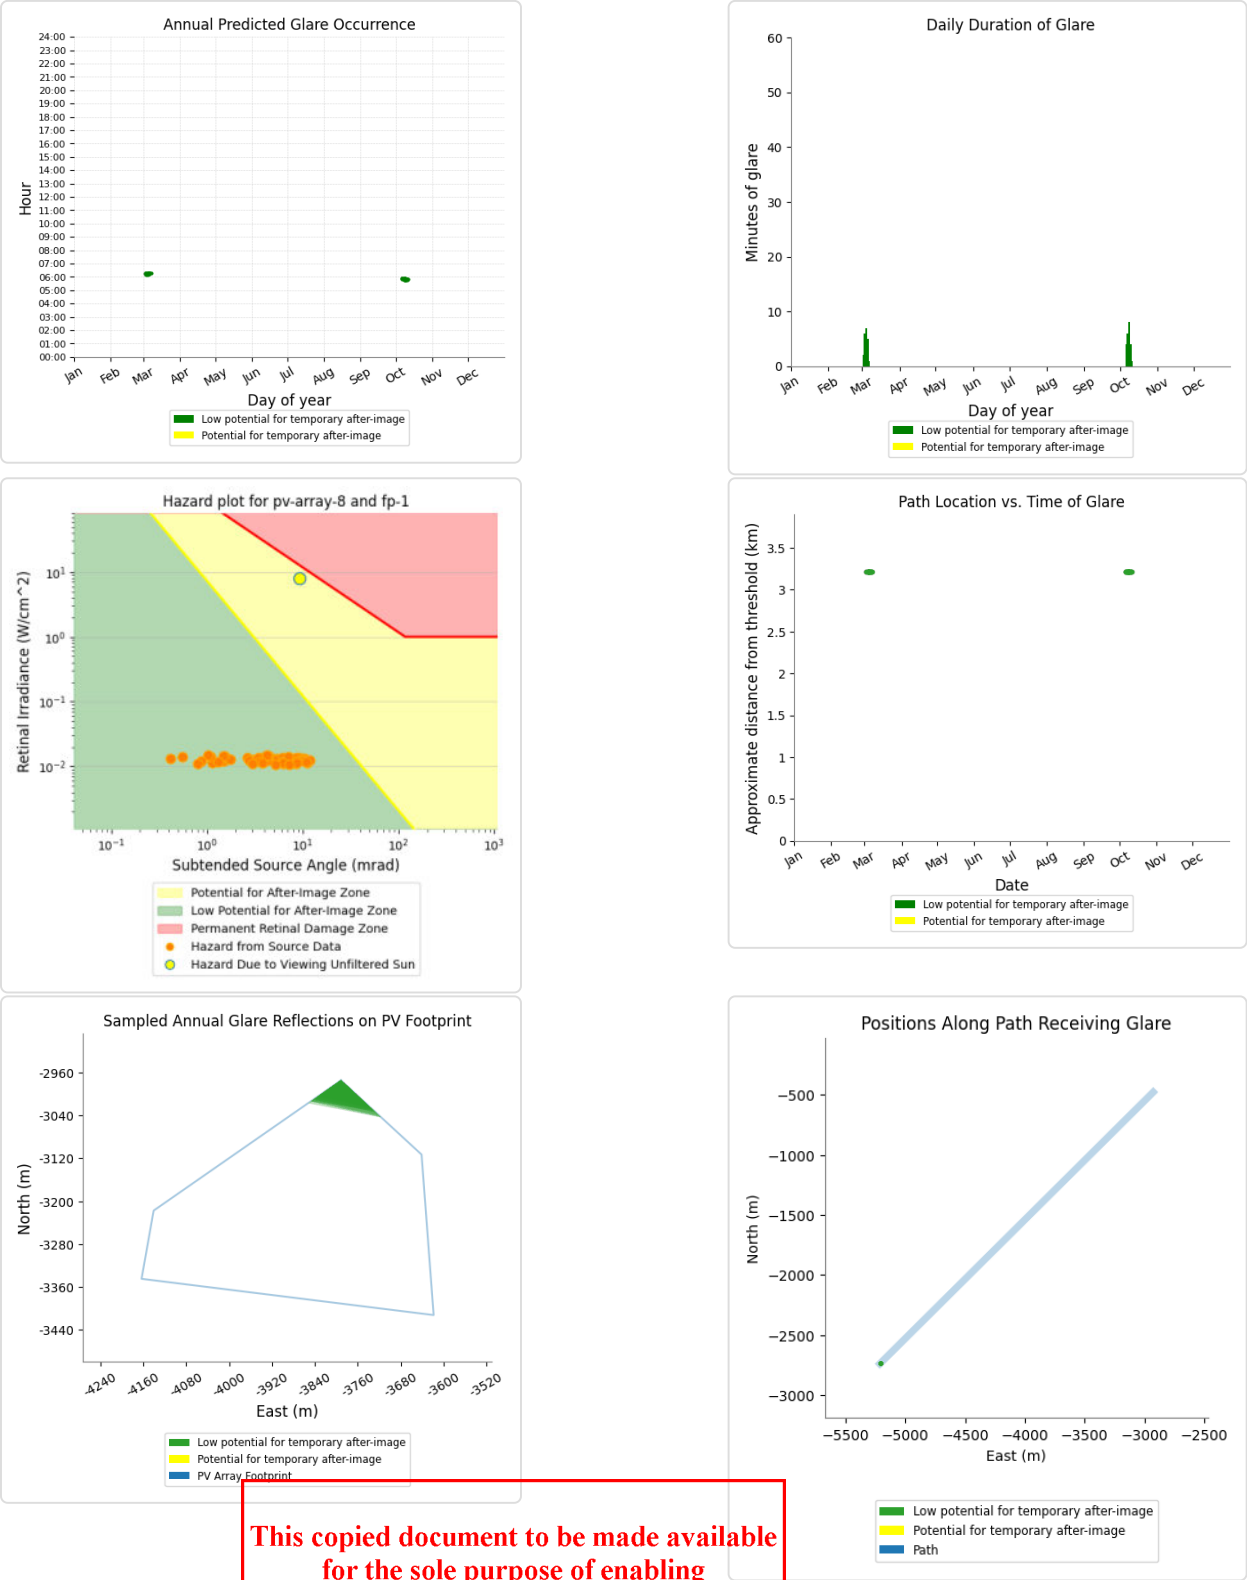 Annual Predicted Glare Occurrence
24:00
23:00
22:00
21:00
20:00
19:00
18:00
17:00
16:00
15:00
14:00
13:00
12:00
11:00
10:00
09:00
08:00
07:00
06:00
05:00
04:00
03:00
02:00
01:00
00:00
Hour
Jan Feb Mar Apr May Jun Jul Aug Sep Oct Nov Dec
Day of year
Low potential for temporary after-image
Potential for temporary after-image
Daily Duration of Glare
60
50
40
30
20
10
0
Minutes of glare
Jan Feb Mar Apr May Jun Jul Aug Sep Oct Nov Dec
Day of year
Low potential for temporary after-image
Potential for temporary after-image
Hazard plot for pv-array-8 and fp-1
10^1
10^0
10^−1
10^−2
Retinal Irradiance (W/cm^2)
10^−1 10^0 10^1 10^2 10^3
Subtended Source Angle (mrad)
Potential for After-Image Zone
Low Potential for After-Image Zone
Permanent Retinal Damage Zone
Hazard from Source Data
Hazard Due to Viewing Unfiltered Sun
Path Location vs. Time of Glare
3.5
3
2.5
2
1.5
1
0.5
0
Approximate distance from threshold (km)
Jan Feb Mar Apr May Jun Jul Aug Sep Oct Nov Dec
Date
Low potential for temporary after-image
Potential for temporary after-image
Sampled Annual Glare Reflections on PV Footprint
-2960
-3040
-3120
-3200
-3280
-3360
-3440
North (m)
-4240 -4160 -4080 -4000 -3920 -3840 -3760 -3680 -3600 -3520
East (m)
Low potential for temporary after-image
Potential for temporary after-image
PV Array Footprint
Positions Along Path Receiving Glare
−500
−1000
−1500
−2000
−2500
−3000
North (m)
−5500 −5000 −4500 −4000 −3500 −3000 −2500
East (m)
Low potential for temporary after-image
Potential for temporary after-image
Path
This copied document to be made available
for the sole purpose of enabling